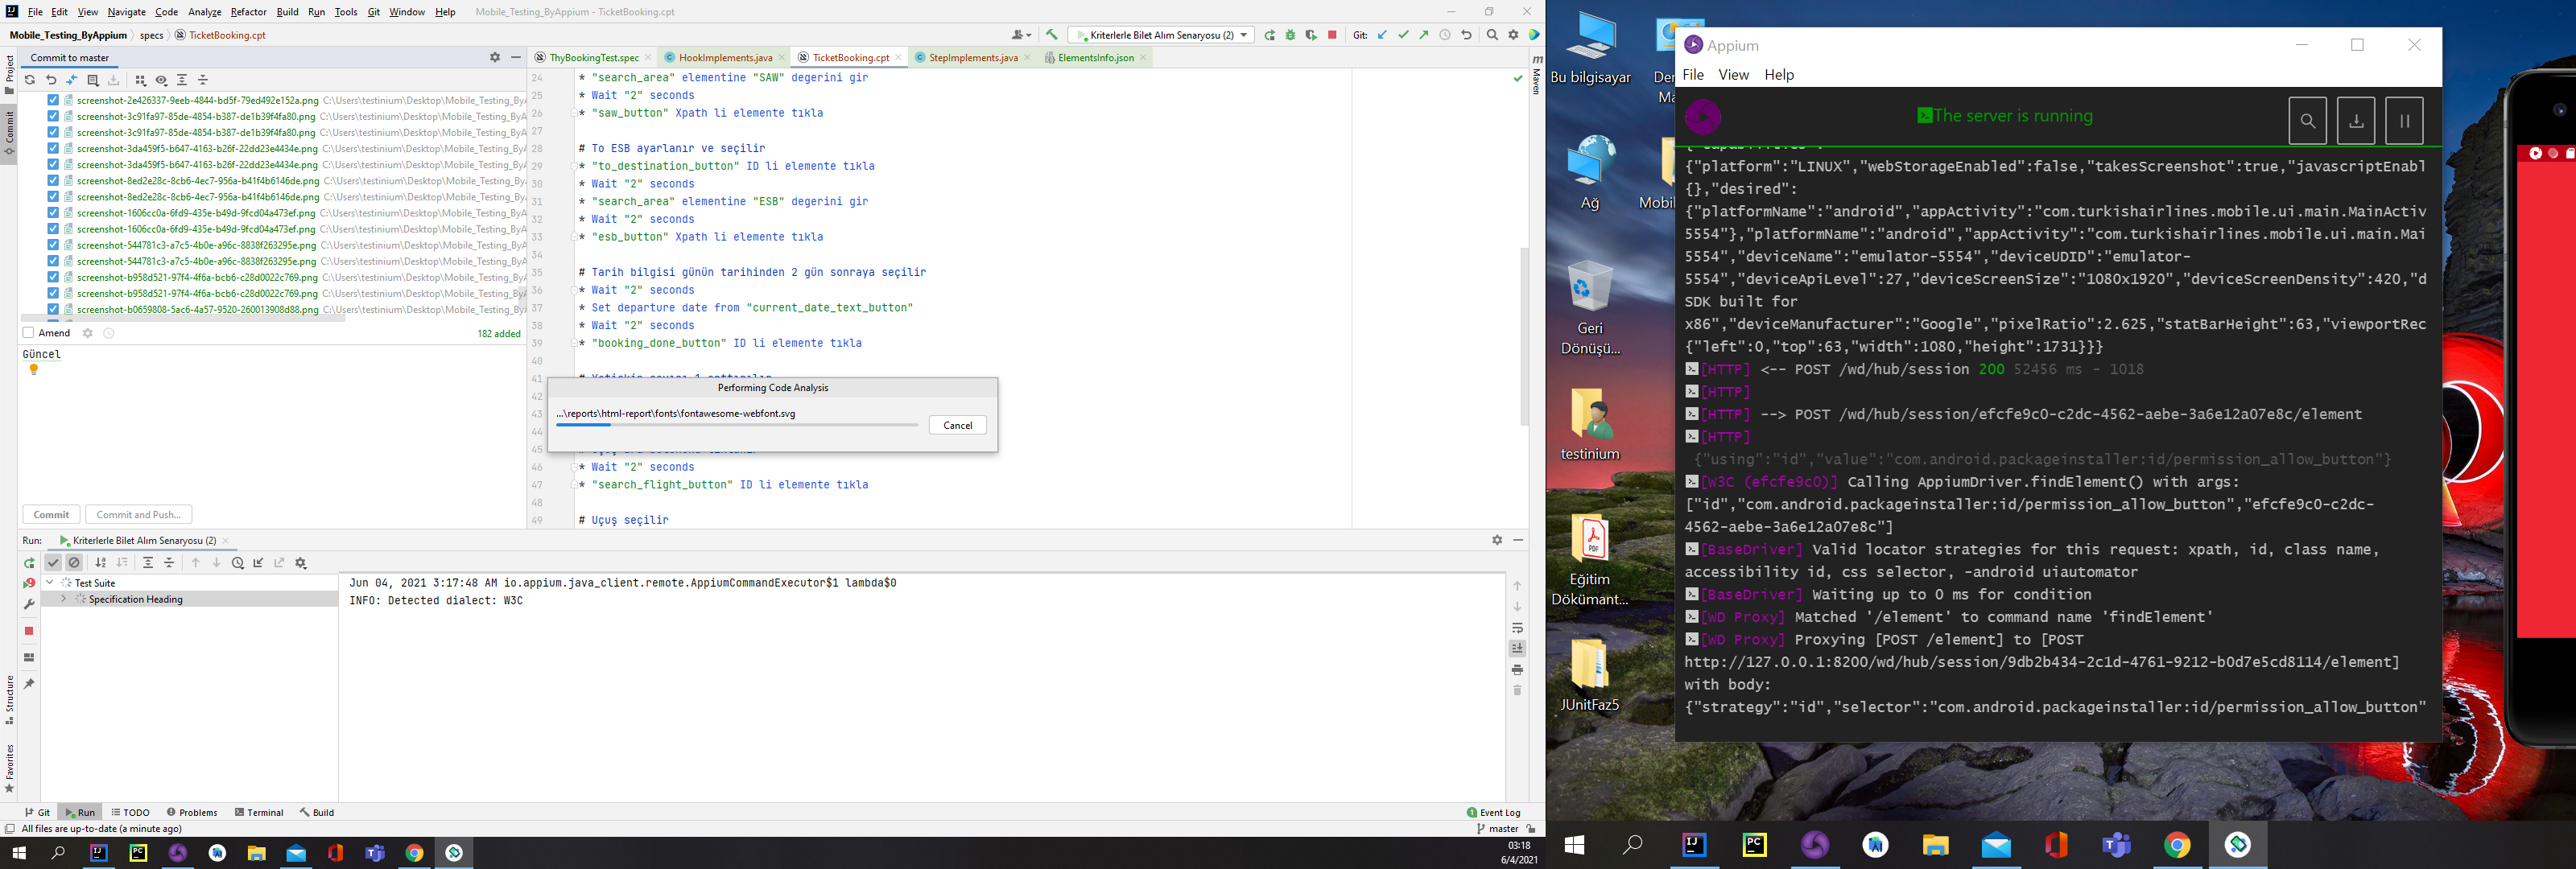 File Edit View Navigate Code Analyze Refactor Build Run Tools Git Window Help Mobile_Testing_ByAppium - TicketBooking.cpt
Mobile_Testing_ByAppium specs TicketBooking.cpt
Kriterlerle Bilet Alım Senaryosu (2)
Git:
Project
Commit
Structure
Favorites
Commit to master
screenshot-2e426337-9eeb-4844-bd5f-79ed492e152a.png C:\Users\testinium\Desktop\Mobile_Testing_ByA
screenshot-3c91fa97-85de-4854-b387-de1b39f4fa80.png C:\Users\testinium\Desktop\Mobile_Testing_ByA
screenshot-3c91fa97-85de-4854-b387-de1b39f4fa80.png C:\Users\testinium\Desktop\Mobile_Testing_ByA
screenshot-3da459f5-b647-4163-b26f-22dd23e4434e.png C:\Users\testinium\Desktop\Mobile_Testing_ByA
screenshot-3da459f5-b647-4163-b26f-22dd23e4434e.png C:\Users\testinium\Desktop\Mobile_Testing_ByA
screenshot-8ed2e28c-8cb6-4ec7-956a-b41f4b6146de.png C:\Users\testinium\Desktop\Mobile_Testing_ByA
screenshot-8ed2e28c-8cb6-4ec7-956a-b41f4b6146de.png C:\Users\testinium\Desktop\Mobile_Testing_ByA
screenshot-1606cc0a-6fd9-435e-b49d-9fcd04a473ef.png C:\Users\testinium\Desktop\Mobile_Testing_ByA
screenshot-1606cc0a-6fd9-435e-b49d-9fcd04a473ef.png C:\Users\testinium\Desktop\Mobile_Testing_ByA
screenshot-544781c3-a7c5-4b0e-a96c-8838f263295e.png C:\Users\testinium\Desktop\Mobile_Testing_ByA
screenshot-544781c3-a7c5-4b0e-a96c-8838f263295e.png C:\Users\testinium\Desktop\Mobile_Testing_ByA
screenshot-b958d521-97f4-4f6a-bcb6-c28d0022c769.png C:\Users\testinium\Desktop\Mobile_Testing_ByA
screenshot-b958d521-97f4-4f6a-bcb6-c28d0022c769.png C:\Users\testinium\Desktop\Mobile_Testing_ByA
screenshot-b0659808-5ac6-4a57-9520-260013908d88.png C:\Users\testinium\Desktop\Mobile_Testing_ByA
Amend 182 added
Güncel
Commit Commit and Push...
ThyBookingTest.spec HookImplements.java TicketBooking.cpt StepImplements.java ElementsInfo.json
Maven
24 * "search_area" elementine "SAW" degerini gir
25 * Wait "2" seconds
26 * "saw_button" Xpath li elemente tıkla
27
28 # To ESB ayarlanır ve seçilir
29 * "to_destination_button" ID li elemente tıkla
30 * Wait "2" seconds
31 * "search_area" elementine "ESB" degerini gir
32 * Wait "2" seconds
33 * "esb_button" Xpath li elemente tıkla
34
35 # Tarih bilgisi günün tarihinden 2 gün sonraya seçilir
36 * Wait "2" seconds
37 * Set departure date from "current_date_text_button"
38 * Wait "2" seconds
39 * "booking_done_button" ID li elemente tıkla
40
41
42
43
44
45
46 * Wait "2" seconds
47 * "search_flight_button" ID li elemente tıkla
48
49 # Uçuş seçilir
Performing Code Analysis
...\reports\html-report\fonts\fontawesome-webfont.svg
Cancel
Run: Kriterlerle Bilet Alım Senaryosu (2)
Test Suite
Specification Heading
Jun 04, 2021 3:17:48 AM io.appium.java_client.remote.AppiumCommandExecutor$1 lambda$0
INFO: Detected dialect: W3C
Git Run TODO Problems Terminal Build
1 Event Log
All files are up-to-date (a minute ago)
master
03:18
6/4/2021
Bu bilgisayar
Ağ
Geri
Dönüşü...
testinium
Eğitim
Dökümant...
JUnitFaz5
Mobil
Appium
File View Help
The server is running
{"platform":"LINUX","webStorageEnabled":false,"takesScreenshot":true,"javascriptEnabl
{},"desired":
{"platformName":"android","appActivity":"com.turkishairlines.mobile.ui.main.MainActiv
5554"},"platformName":"android","appActivity":"com.turkishairlines.mobile.ui.main.Mai
5554","deviceName":"emulator-5554","deviceUDID":"emulator-
5554","deviceApiLevel":27,"deviceScreenSize":"1080x1920","deviceScreenDensity":420,"d
SDK built for
x86","deviceManufacturer":"Google","pixelRatio":2.625,"statBarHeight":63,"viewportRec
{"left":0,"top":63,"width":1080,"height":1731}}}
[HTTP] <-- POST /wd/hub/session 200 52456 ms - 1018
[HTTP]
[HTTP] --> POST /wd/hub/session/efcfe9c0-c2dc-4562-aebe-3a6e12a07e8c/element
[HTTP]
{"using":"id","value":"com.android.packageinstaller:id/permission_allow_button"}
[W3C (efcfe9c0)] Calling AppiumDriver.findElement() with args:
["id","com.android.packageinstaller:id/permission_allow_button","efcfe9c0-c2dc-
4562-aebe-3a6e12a07e8c"]
[BaseDriver] Valid locator strategies for this request: xpath, id, class name,
accessibility id, css selector, -android uiautomator
[BaseDriver] Waiting up to 0 ms for condition
[WD Proxy] Matched '/element' to command name 'findElement'
[WD Proxy] Proxying [POST /element] to [POST
http://127.0.0.1:8200/wd/hub/session/9db2b434-2c1d-4761-9212-b0d7e5cd8114/element]
with body:
{"strategy":"id","selector":"com.android.packageinstaller:id/permission_allow_button"